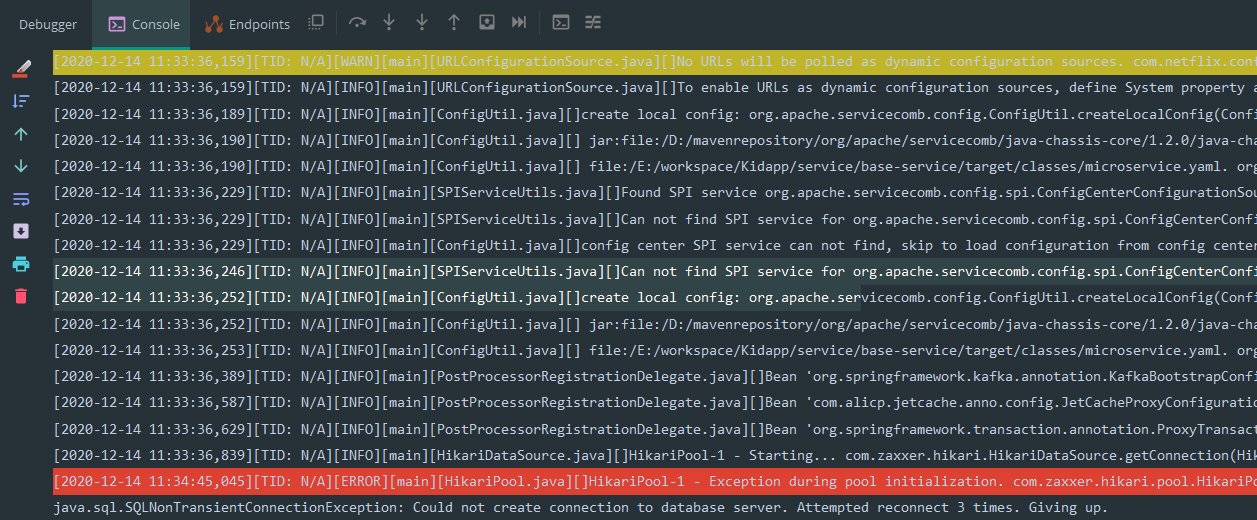 Debugger Console Endpoints
[2020-12-14 11:33:36,159][TID: N/A][WARN][main][URLConfigurationSource.java][]No URLs will be polled as dynamic configuration sources. com.netflix.con
[2020-12-14 11:33:36,159][TID: N/A][INFO][main][URLConfigurationSource.java][]To enable URLs as dynamic configuration sources, define System property a
[2020-12-14 11:33:36,189][TID: N/A][INFO][main][ConfigUtil.java][]create local config: org.apache.servicecomb.config.ConfigUtil.createLocalConfig(Conf
[2020-12-14 11:33:36,190][TID: N/A][INFO][main][ConfigUtil.java][] jar:file:/D:/mavenrepository/org/apache/servicecomb/java-chassis-core/1.2.0/java-cha
[2020-12-14 11:33:36,190][TID: N/A][INFO][main][ConfigUtil.java][] file:/E:/workspace/Kidapp/service/base-service/target/classes/microservice.yaml. org
[2020-12-14 11:33:36,229][TID: N/A][INFO][main][SPIServiceUtils.java][]Found SPI service org.apache.servicecomb.config.spi.ConfigCenterConfigurationSou
[2020-12-14 11:33:36,229][TID: N/A][INFO][main][SPIServiceUtils.java][]Can not find SPI service for org.apache.servicecomb.config.spi.ConfigCenterConfi
[2020-12-14 11:33:36,229][TID: N/A][INFO][main][ConfigUtil.java][]config center SPI service can not find, skip to load configuration from config center
[2020-12-14 11:33:36,246][TID: N/A][INFO][main][SPIServiceUtils.java][]Can not find SPI service for org.apache.servicecomb.config.spi.ConfigCenterConfi
[2020-12-14 11:33:36,252][TID: N/A][INFO][main][ConfigUtil.java][]create local config: org.apache.servicecomb.config.ConfigUtil.createLocalConfig(Conf
[2020-12-14 11:33:36,252][TID: N/A][INFO][main][ConfigUtil.java][] jar:file:/D:/mavenrepository/org/apache/servicecomb/java-chassis-core/1.2.0/java-cha
[2020-12-14 11:33:36,253][TID: N/A][INFO][main][ConfigUtil.java][] file:/E:/workspace/Kidapp/service/base-service/target/classes/microservice.yaml. org
[2020-12-14 11:33:36,389][TID: N/A][INFO][main][PostProcessorRegistrationDelegate.java][]Bean 'org.springframework.kafka.annotation.KafkaBootstrapConfi
[2020-12-14 11:33:36,587][TID: N/A][INFO][main][PostProcessorRegistrationDelegate.java][]Bean 'com.alicp.jetcache.anno.config.JetCacheProxyConfiguratio
[2020-12-14 11:33:36,629][TID: N/A][INFO][main][PostProcessorRegistrationDelegate.java][]Bean 'org.springframework.transaction.annotation.ProxyTransac
[2020-12-14 11:33:36,839][TID: N/A][INFO][main][HikariDataSource.java][]HikariPool-1 - Starting... com.zaxxer.hikari.HikariDataSource.getConnection(Hik
[2020-12-14 11:34:45,045][TID: N/A][ERROR][main][HikariPool.java][]HikariPool-1 - Exception during pool initialization. com.zaxxer.hikari.pool.HikariPo
java.sql.SQLNonTransientConnectionException: Could not create connection to database server. Attempted reconnect 3 times. Giving up.